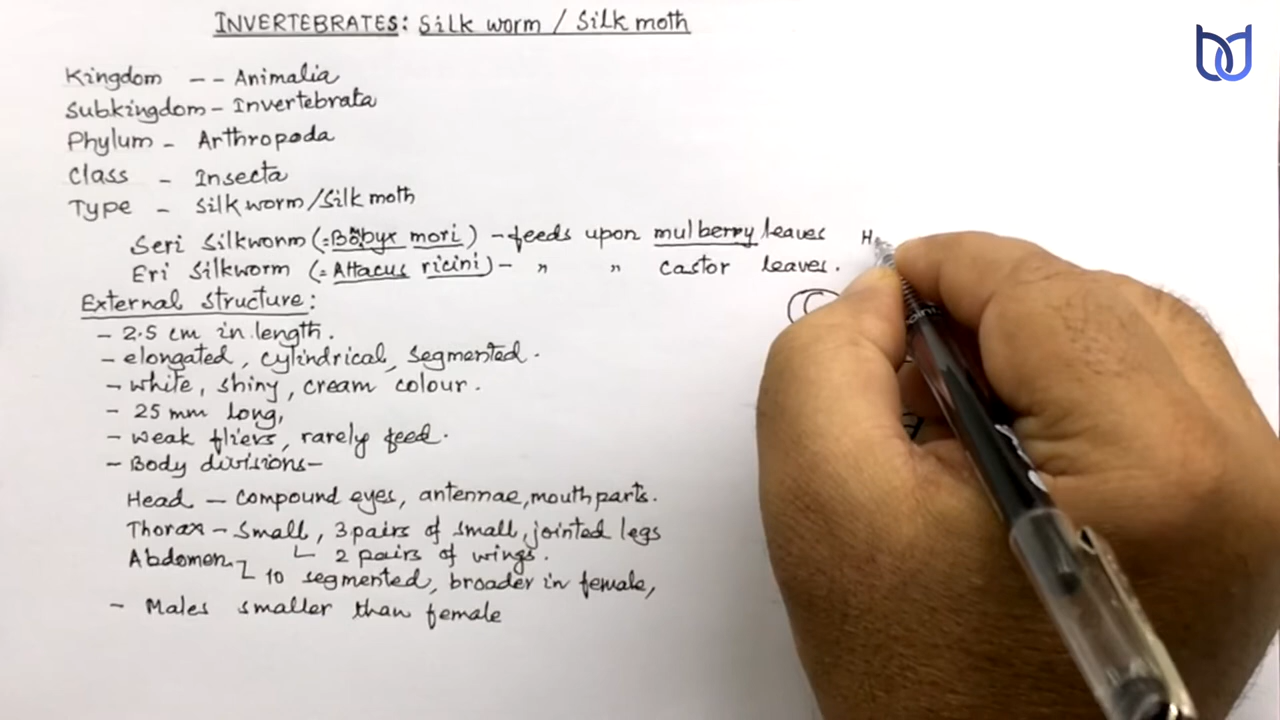 INVERTEBRATES: Silk worm / Silk moth
Kingdom -- Animalia
Subkingdom - Invertebrata
Phylum - Arthropoda
Class - Insecta
Type - Silk worm/Silk moth
Seri Silkworm (=Bobyx mori) - feeds upon mulberry leaves
Eri Silkworm (=Attacus ricini) - " " castor leaves.
External structure:
- 2.5 cm in length.
- elongated, cylindrical, segmented.
- white, shiny, cream colour.
- 25 mm long,
- weak fliers, rarely feed.
- Body divisions-
Head - compound eyes, antennae, mouth parts.
Thorax - Small, 3 pairs of small, jointed legs
2 pairs of wings.
Abdomen
10 segmented, broader in female,
- Males smaller than female